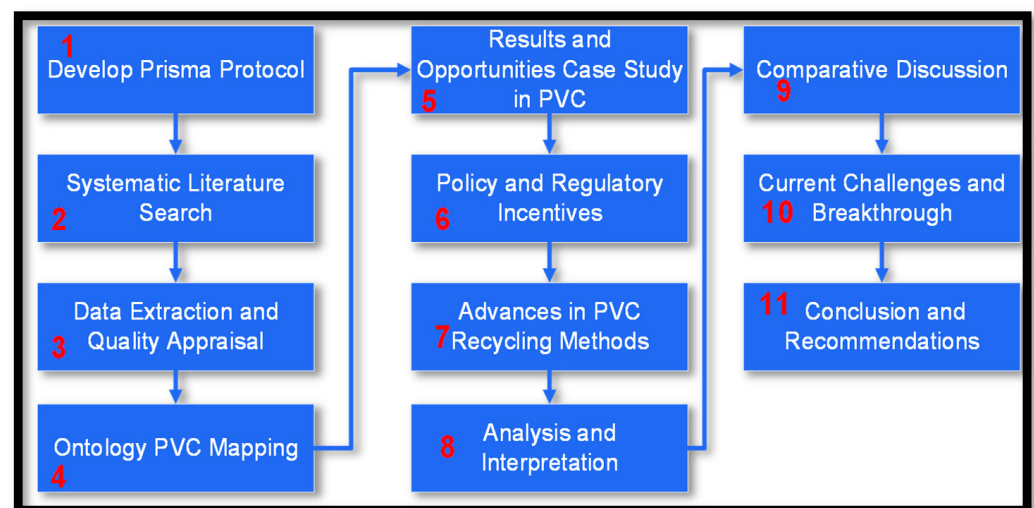 1
Develop Prisma Protocol
Systematic Literature
2 Search
Data Extraction and
3 Quality Appraisal
Ontology PVC Mapping
4
Results and
Opportunities Case Study
5 in PVC
Policy and Regulatory
6 Incentives
Advances in PVC
7 Recycling Methods
8 Analysis and
Interpretation
Comparative Discussion
9
Current Challenges and
10 Breakthrough
11 Conclusion and
Recommendations